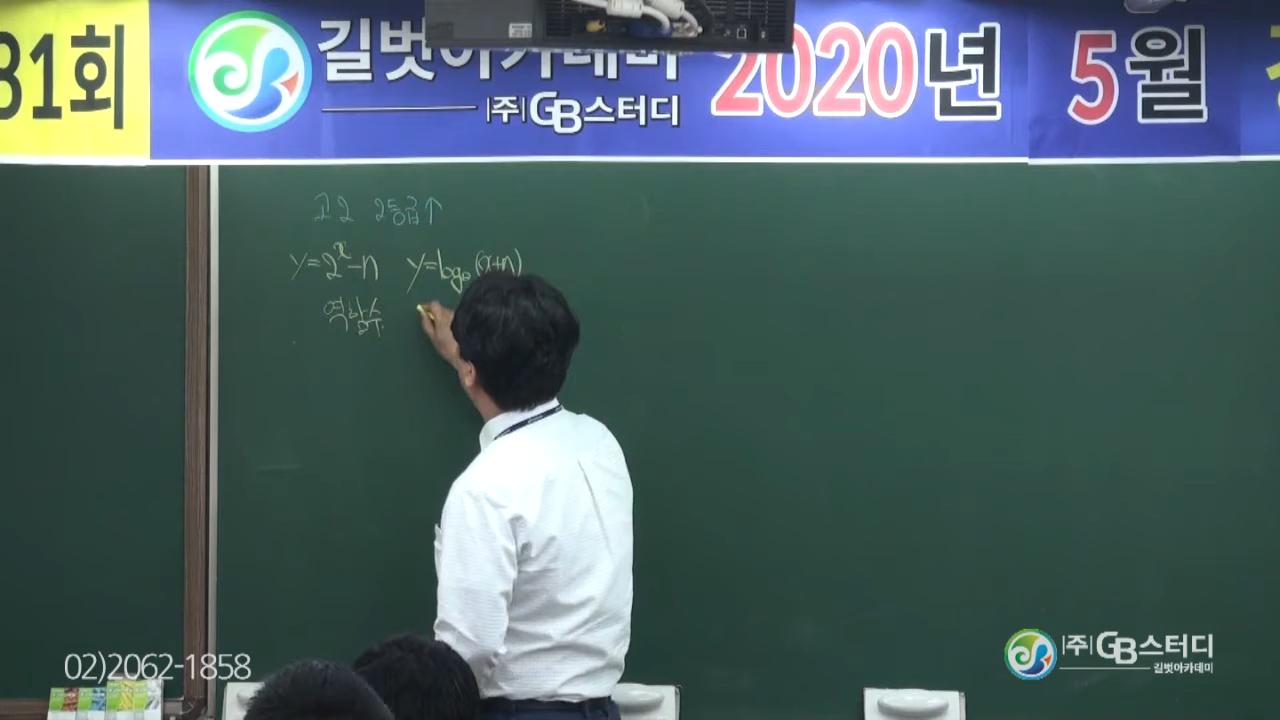 81회
길벗아카데미 2020년 5월
(주)GB스터디
고2 2등급↑
y=2^x-n y=log₂(x+n)
역함수
02)2062-1858
(주)GB스터디
길벗아카데미